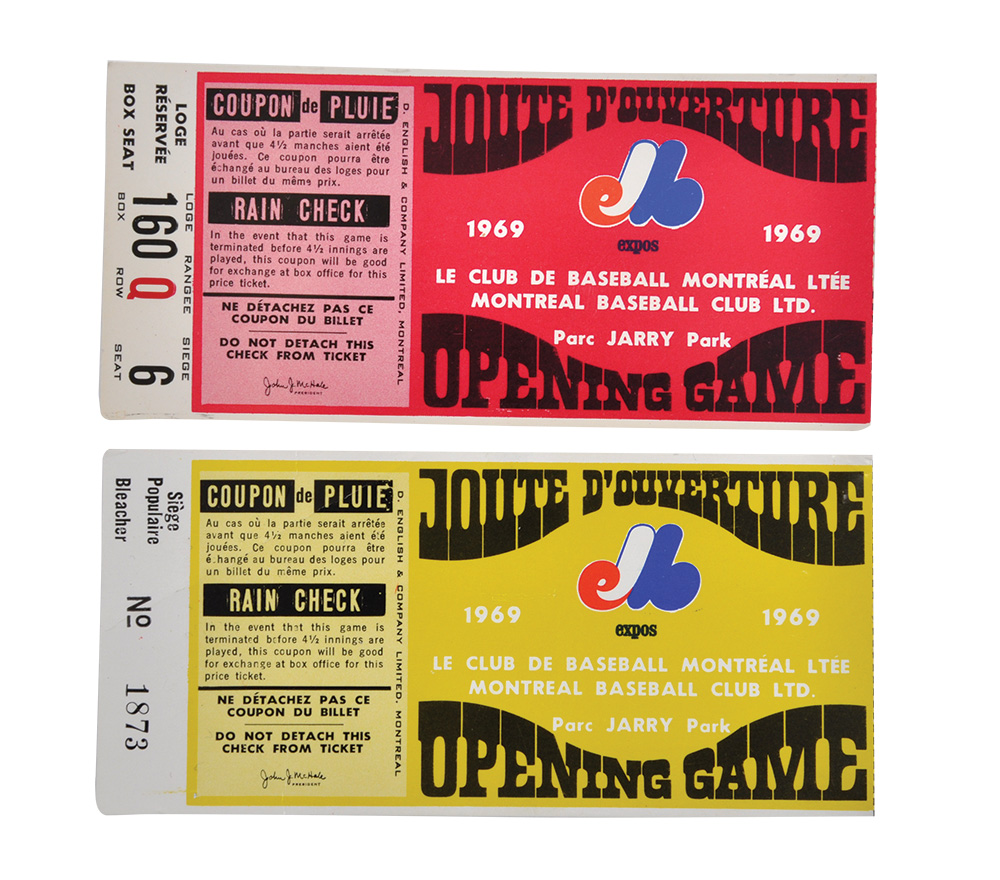 LOGE
RÉSERVÉE
BOX SEAT
LOGE RANGÉE SIEGE
160 Q 6
BOX ROW SEAT
COUPON de PLUIE
Au cas où la partie serait arrêtée
avant que 4½ manches aient été
jouées. Ce coupon pourra être
échangé au bureau des loges pour
un billet du même prix.
RAIN CHECK
In the event that this game is
terminated before 4½ innings are
played, this coupon will be good
for exchange at box office for this
price ticket.
NE DÉTACHEZ PAS CE
COUPON DU BILLET
DO NOT DETACH THIS
CHECK FROM TICKET
John J. McHale
PRESIDENT
D. ENGLISH & COMPANY LIMITED, MONTREAL
JOUTE D'OUVERTURE
expos
1969 1969
LE CLUB DE BASEBALL MONTRÉAL LTÉE
MONTREAL BASEBALL CLUB LTD.
Parc JARRY Park
OPENING GAME
Siège
Populaire
Bleacher
Nº 1873
COUPON de PLUIE
Au cas où la partie serait arrêtée
avant que 4½ manches aient été
jouées. Ce coupon pourra être
échangé au bureau des loges pour
un billet du même prix.
RAIN CHECK
In the event that this game is
terminated before 4½ innings are
played, this coupon will be good
for exchange at box office for this
price ticket.
NE DÉTACHEZ PAS CE
COUPON DU BILLET
DO NOT DETACH THIS
CHECK FROM TICKET
John J. McHale
PRESIDENT
D. ENGLISH & COMPANY LIMITED, MONTREAL
JOUTE D'OUVERTURE
expos
1969 1969
LE CLUB DE BASEBALL MONTRÉAL LTÉE
MONTREAL BASEBALL CLUB LTD.
Parc JARRY Park
OPENING GAME